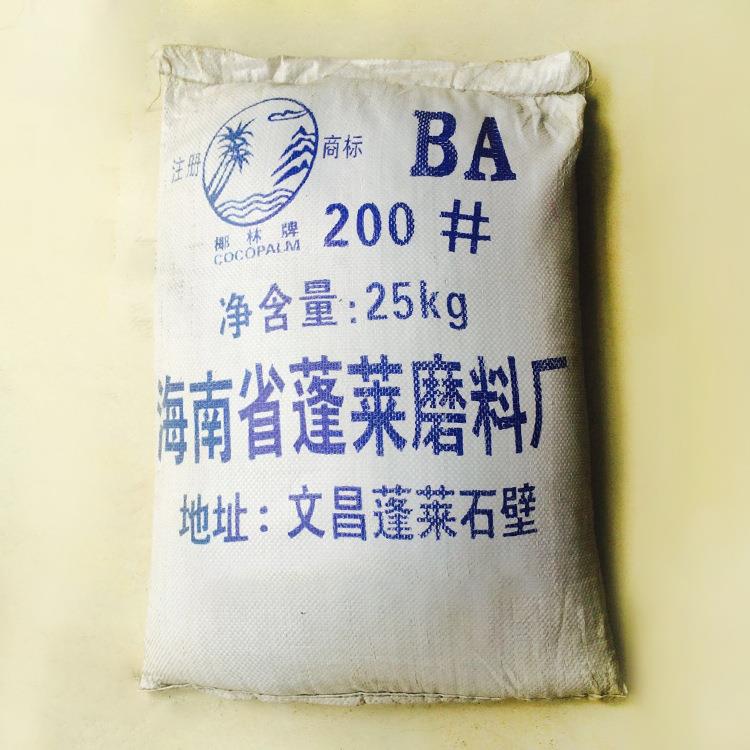 BA
注册 商标
椰林牌
COCOPALM
200#
净含量:25kg
海南省蓬莱磨料厂
地址:文昌蓬莱石壁